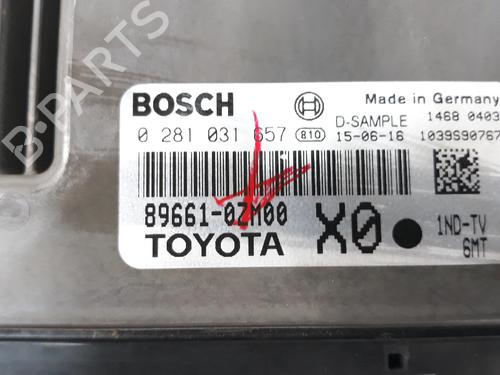 BOSCH
D-SAMPLE
Made in Germany
1468 0403
0 281 031 657
810
15-06-16
1039S90767
89661-0ZM00
TOYOTA
X0
1ND-TV
6MT
B-PARTS